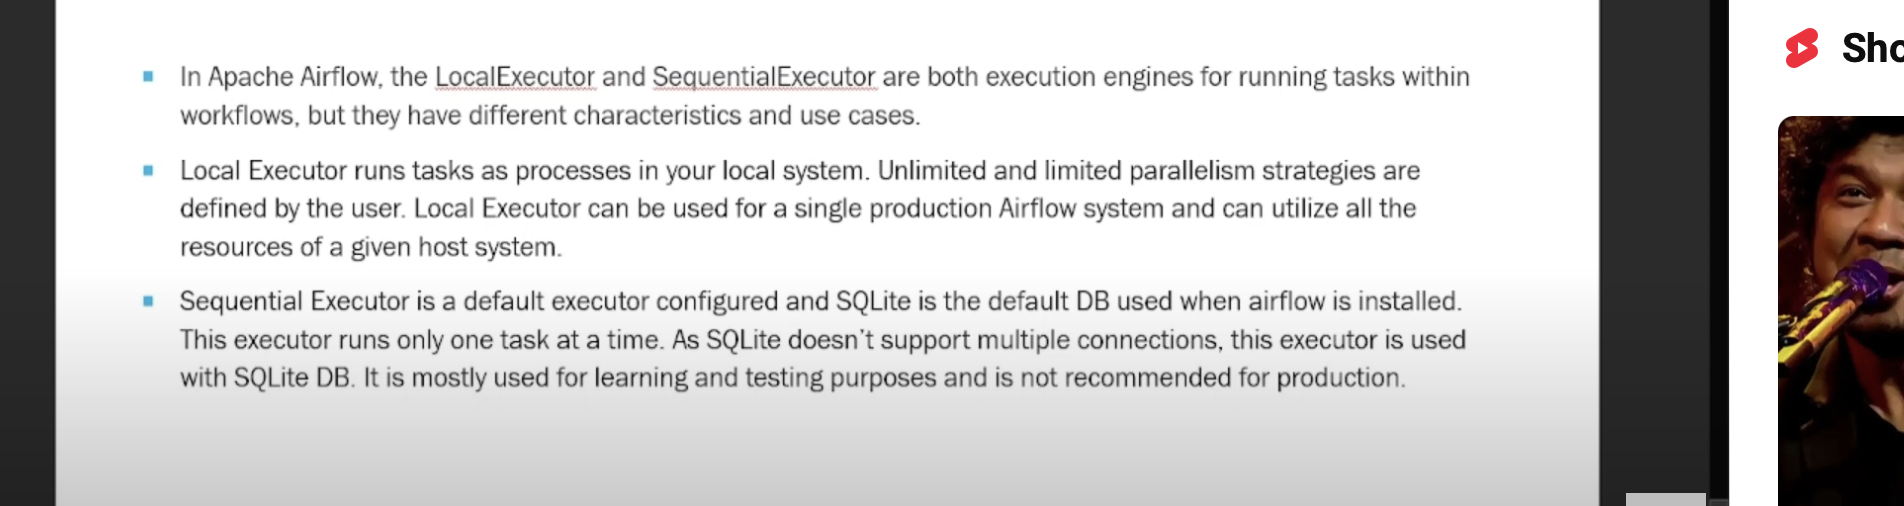 In Apache Airflow, the LocalExecutor and SequentialExecutor are both execution engines for running tasks within
workflows, but they have different characteristics and use cases.
Local Executor runs tasks as processes in your local system. Unlimited and limited parallelism strategies are
defined by the user. Local Executor can be used for a single production Airflow system and can utilize all the
resources of a given host system.
Sequential Executor is a default executor configured and SQLite is the default DB used when airflow is installed.
This executor runs only one task at a time. As SQLite doesn't support multiple connections, this executor is used
with SQLite DB. It is mostly used for learning and testing purposes and is not recommended for production.
Sho